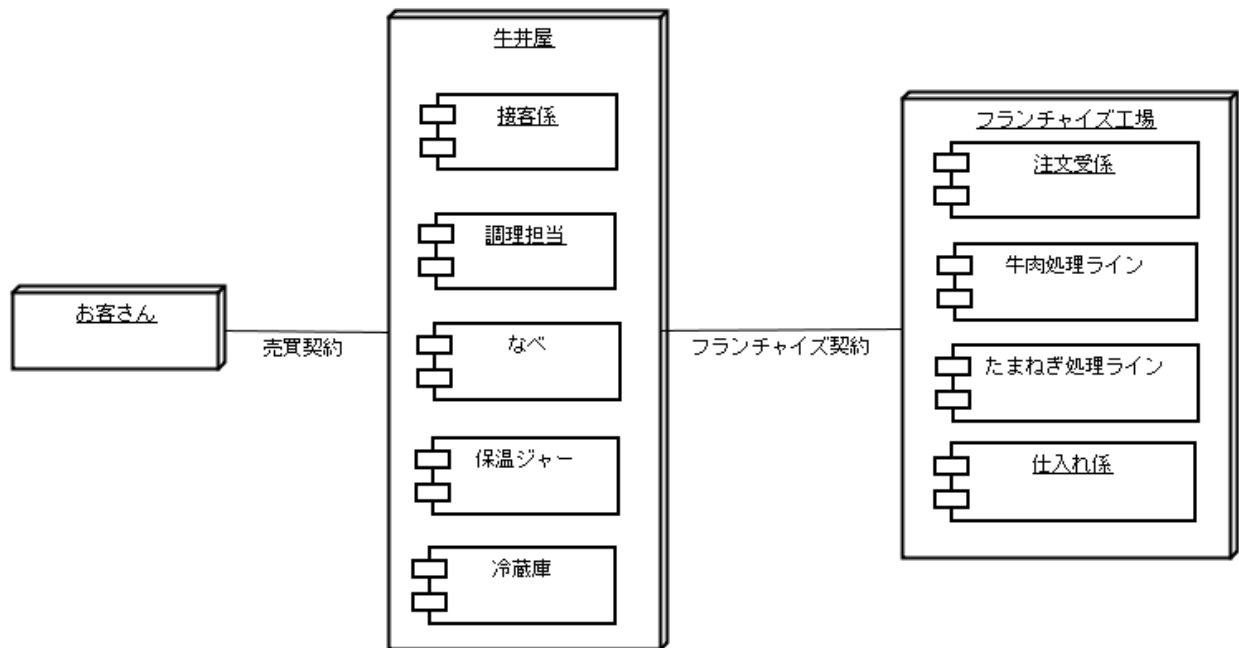 牛丼屋
接客係
調理担当
なべ
保温ジャー
冷蔵庫
お客さん
売買契約
フランチャイズ契約
フランチャイズ工場
注文受係
牛肉処理ライン
たまねぎ処理ライン
仕入れ係